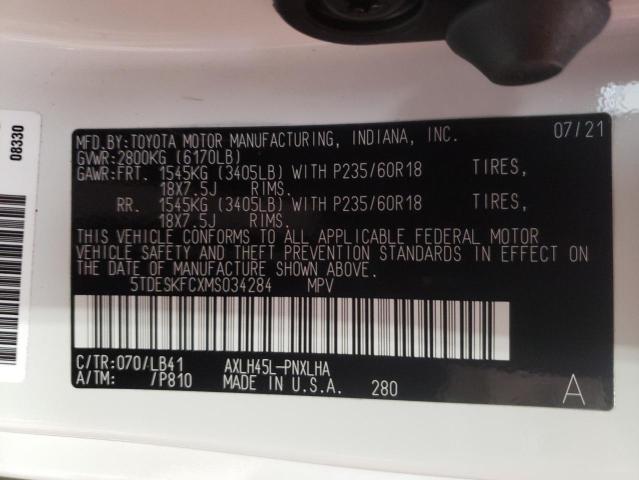 08330
MFD.BY:TOYOTA MOTOR MANUFACTURING, INDIANA, INC. 07/21
GVWR:2800KG (6170LB)
GAWR:FRT. 1545KG (3405LB) WITH P235/60R18 TIRES,
18X7.5J RIMS.
RR. 1545KG (3405LB) WITH P235/60R18 TIRES,
18X7.5J RIMS.
THIS VEHICLE CONFORMS TO ALL APPLICABLE FEDERAL MOTOR
VEHICLE SAFETY AND THEFT PREVENTION STANDARDS IN EFFECT ON
THE DATE OF MANUFACTURE SHOWN ABOVE.
5TDESKFCXMS034284 MPV
C/TR:070/LB41 AXLH45L-PNXLHA
A/TM: /P810 MADE IN U.S.A. 280 A